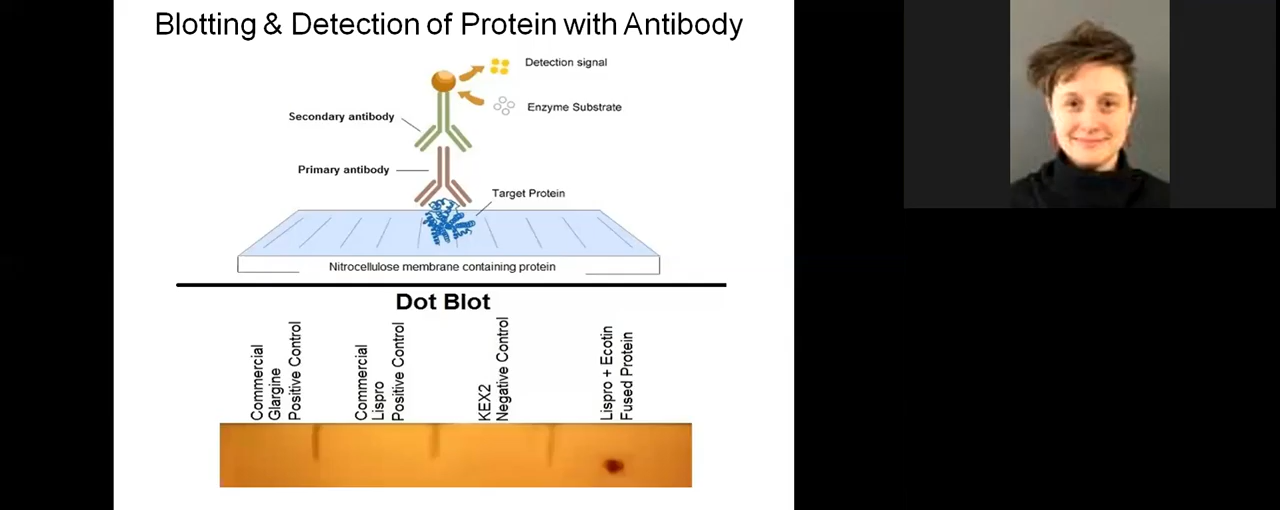 Blotting & Detection of Protein with Antibody
Detection signal
Enzyme Substrate
Secondary antibody
Primary antibody
Target Protein
Nitrocellulose membrane containing protein
Dot Blot
Commercial
Glargine
Positive Control
Commercial
Lispro
Positive Control
KEX2
Negative Control
Lispro + Ecotin
Fused Protein